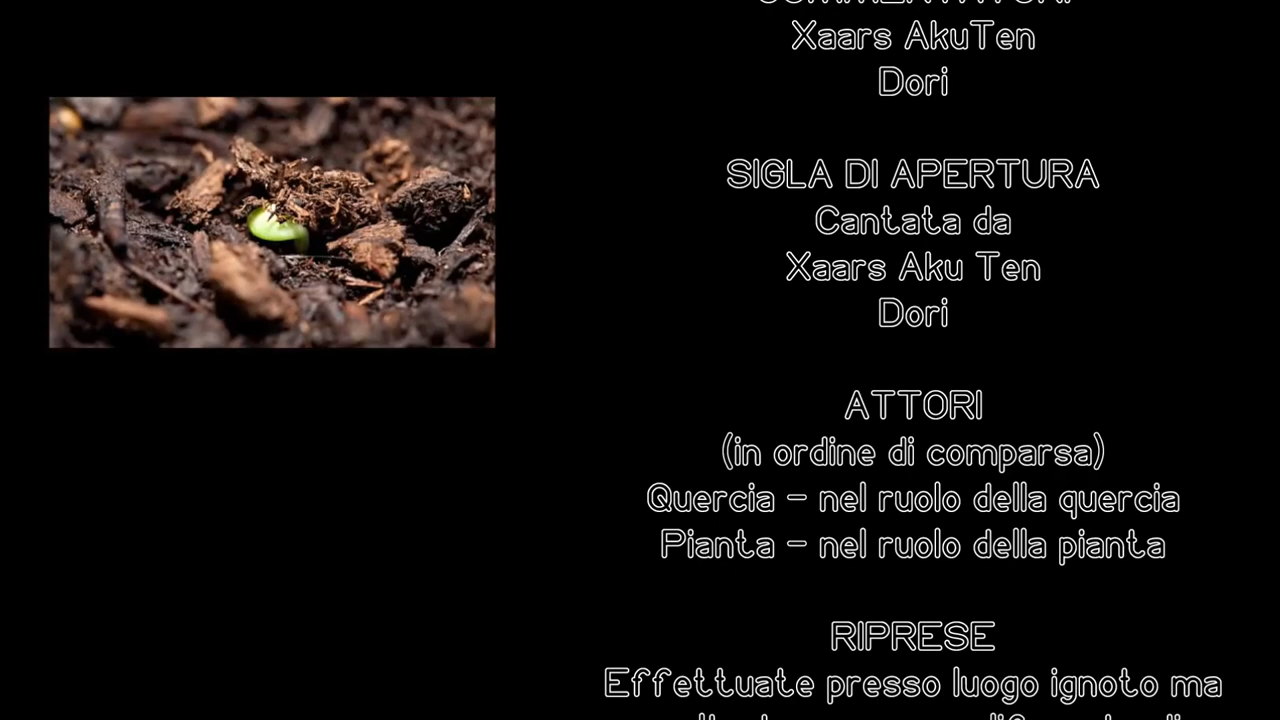 COMMENTATORI
Xaars AkuTen
Dori
SIGLA DI APERTURA
Cantata da
Xaars Aku Ten
Dori
ATTORI
(in ordine di comparsa)
Quercia - nel ruolo della quercia
Pianta - nel ruolo della pianta
RIPRESE
Effettuate presso luogo ignoto ma